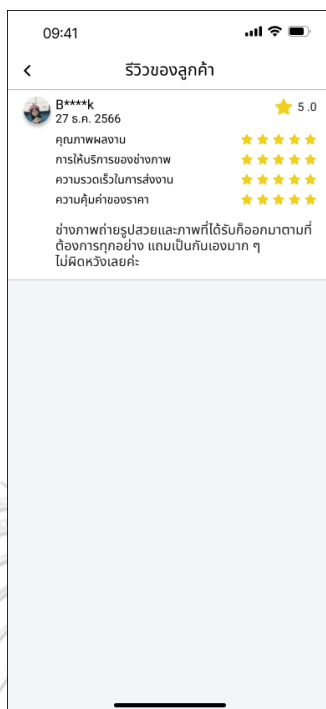 09:41
รีวิวของลูกค้า
B****k
5.0
27 ธ.ค. 2566
คุณภาพผลงาน
การให้บริการของช่างภาพ
ความรวดเร็วในการส่งงาน
ความคุ้มค่าของราคา
ช่างภาพถ่ายรูปสวยและภาพที่ได้รับก็ออกมาตามที่
ต้องการทุกอย่าง แถมเป็นกันเองมาก ๆ
ไม่ผิดหวังเลยค่ะ